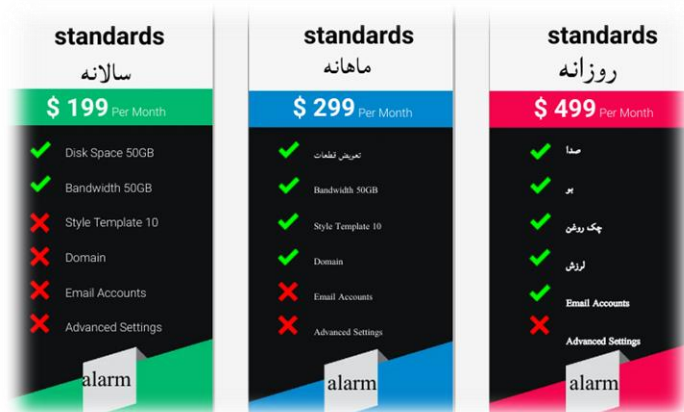 standards
سالانه
$ 199 Per Month
Disk Space 50GB
Bandwidth 50GB
Style Template 10
Domain
Email Accounts
Advanced Settings
alarm
standards
ماهانه
$ 299 Per Month
تعویض قطعات
Bandwidth 50GB
Style Template 10
Domain
Email Accounts
Advanced Settings
alarm
standards
روزانه
$ 499 Per Month
صدا
بو
چک روغن
لرزش
Email Accounts
Advanced Settings
alarm